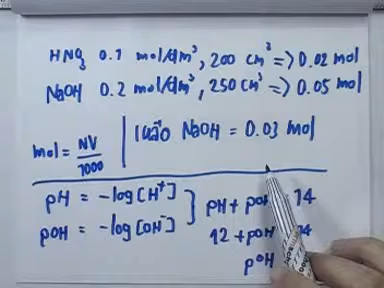 HNO3 0.1 mol/dm³, 200 cm³ => 0.02 mol
NaOH 0.2 mol/dm³, 250 cm³ => 0.05 mol
mol = NV/1000
เหลือ NaOH = 0.03 mol
pH = -log[H⁺]
pOH = -log[OH⁻]
pH + pOH 14
12 + pOH 14
pOH